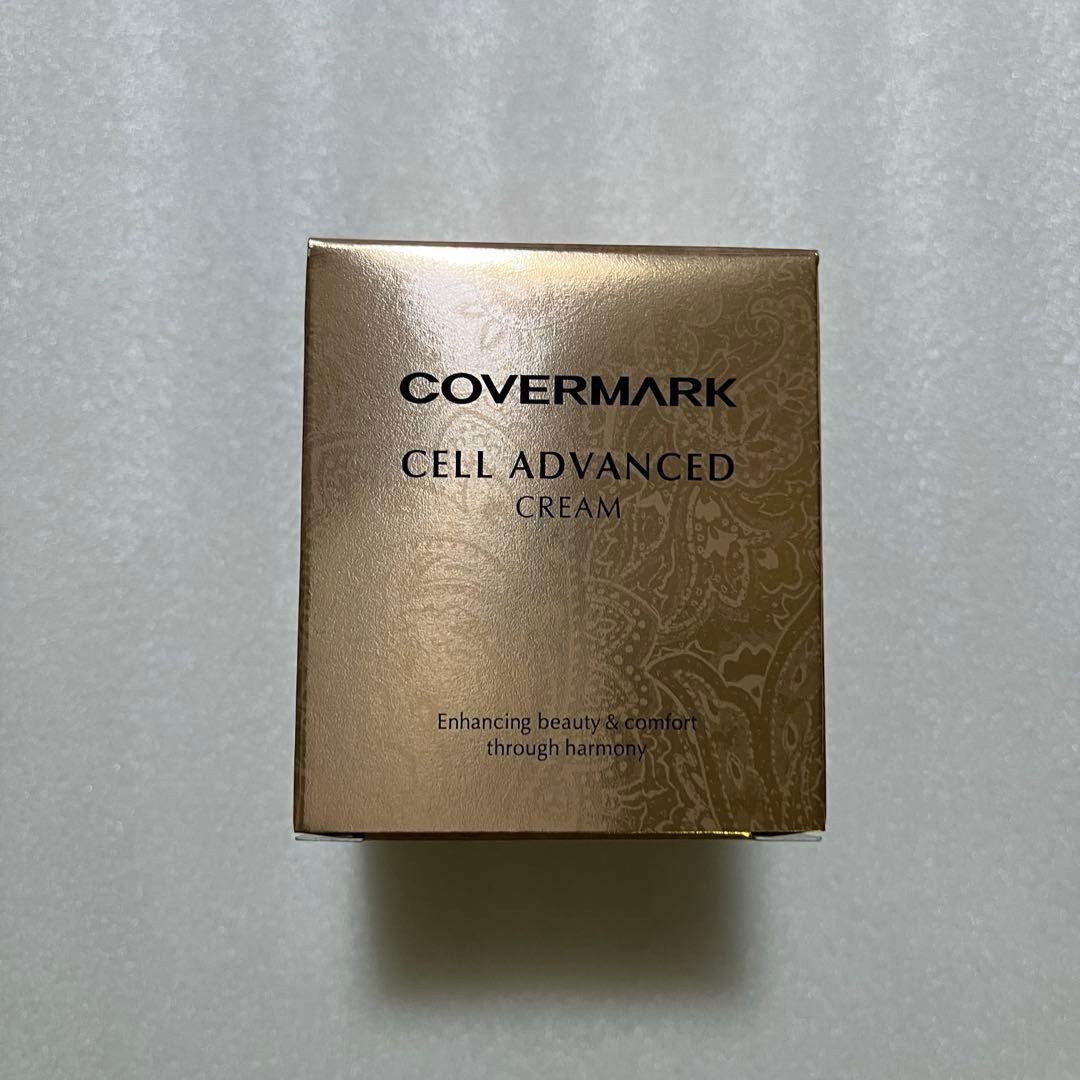 COVERMARK
CELL ADVANCED
CREAM
Enhancing beauty & comfort
through harmony